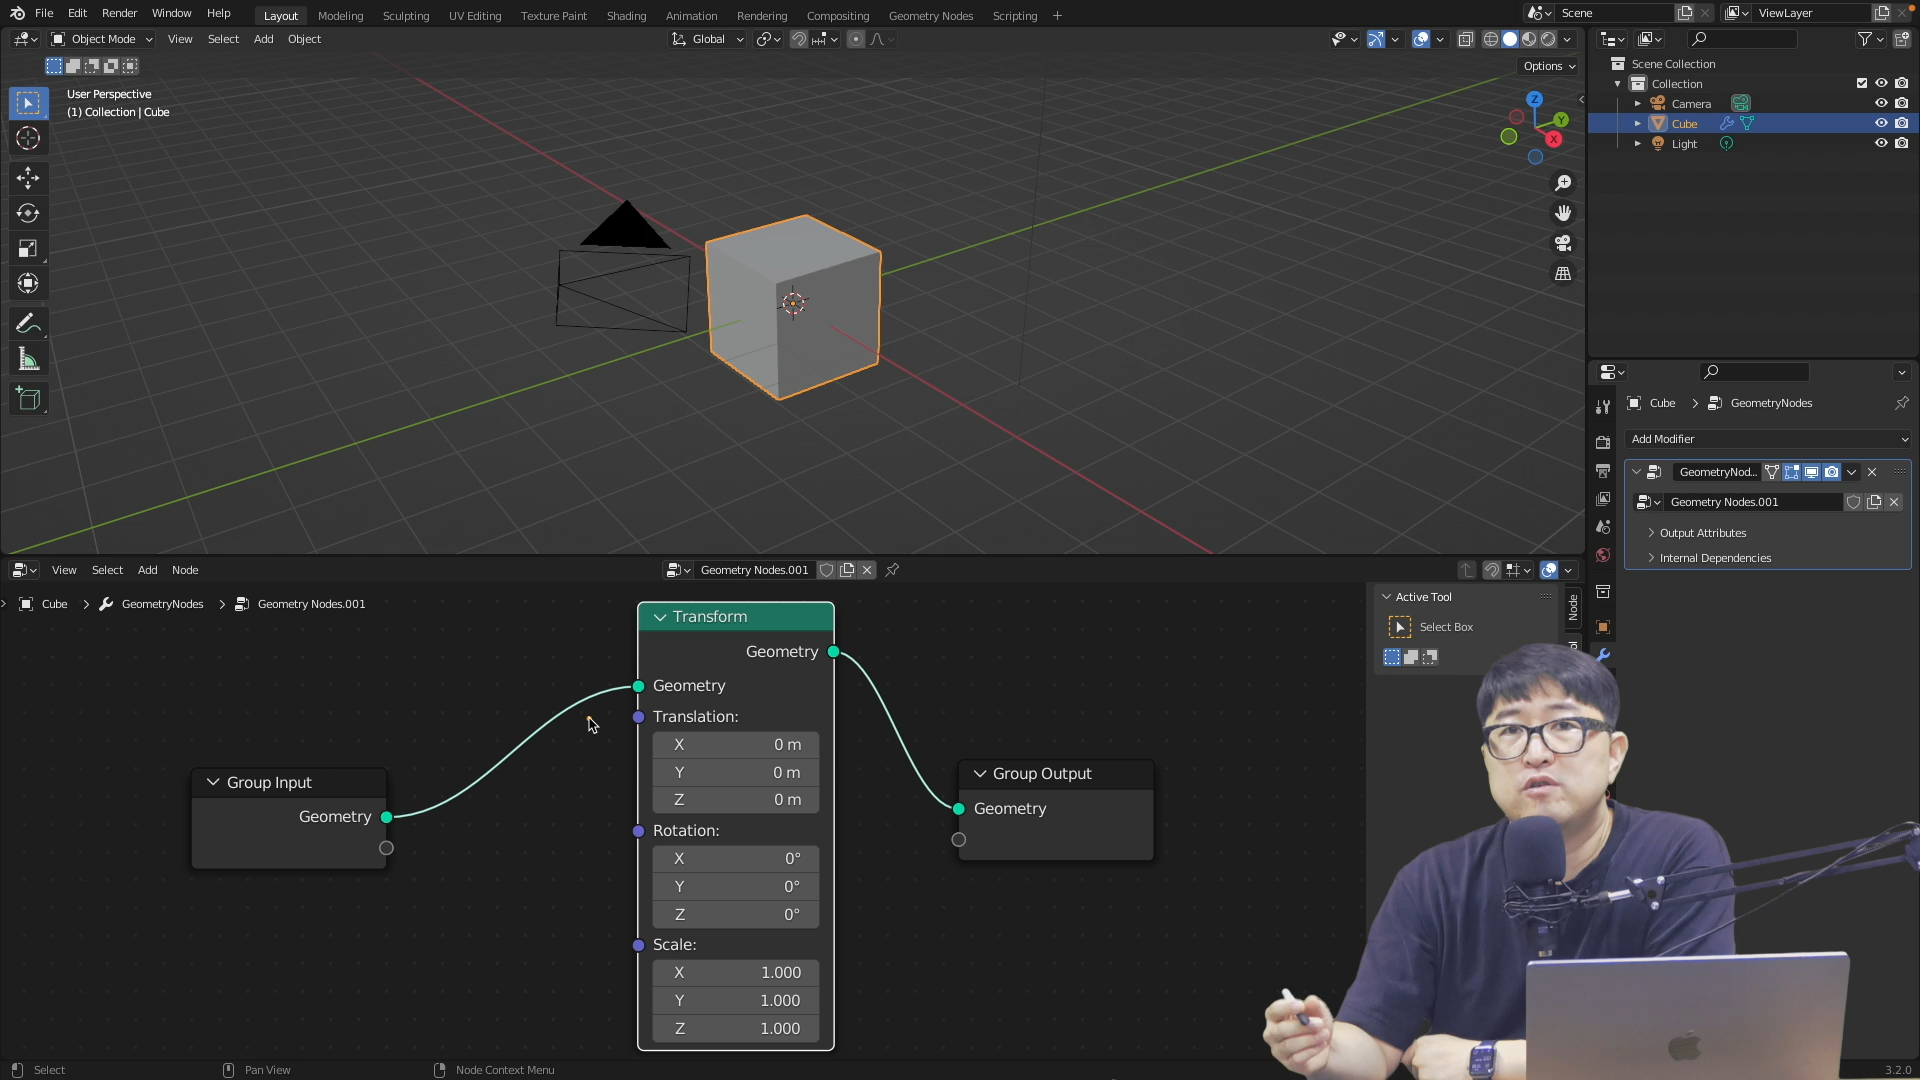 File Edit Render Window Help Layout Modeling Sculpting UV Editing Texture Paint Shading Animation Rendering Compositing Geometry Nodes Scripting + Scene ViewLayer
Object Mode View Select Add Object Global
Options
User Perspective
(1) Collection | Cube
Z
Y
X
Scene Collection
Collection
Camera
Cube
Light
Cube > GeometryNodes
Add Modifier
GeometryNod...
Geometry Nodes.001
Output Attributes
Internal Dependencies
View Select Add Node Geometry Nodes.001
Cube > GeometryNodes > Geometry Nodes.001
Transform
Geometry
Geometry
Translation:
X 0 m
Y 0 m
Z 0 m
Rotation:
X 0°
Y 0°
Z 0°
Scale:
X 1.000
Y 1.000
Z 1.000
Group Input
Geometry
Group Output
Geometry
Active Tool
Select Box
Node
Select Pan View Node Context Menu 3.2.0